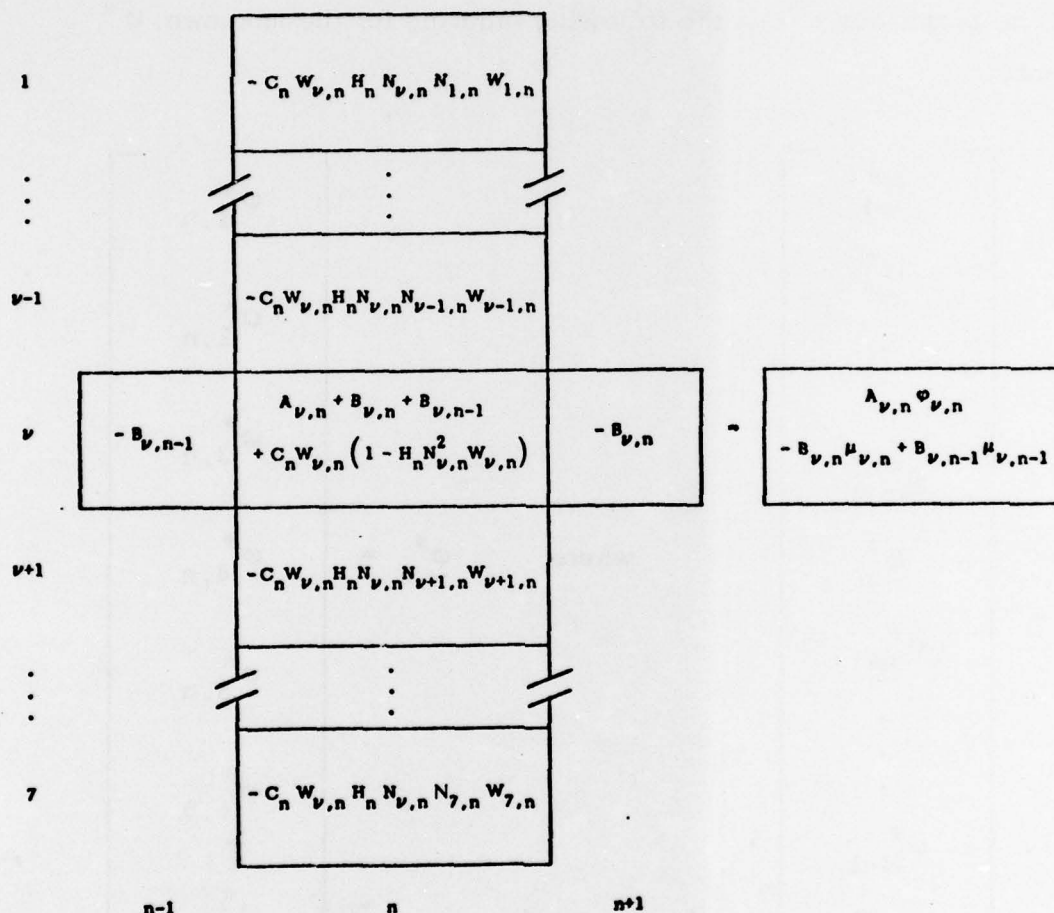 1 - C_n W_{ν,n} H_n N_{ν,n} N_{1,n} W_{1,n}
⋮ ⋮
ν-1 -C_n W_{ν,n} H_n N_{ν,n} N_{ν-1,n} W_{ν-1,n}
A_{ν,n} + B_{ν,n} + B_{ν,n-1} A_{ν,n} φ_{ν,n}
ν - B_{ν,n-1} + C_n W_{ν,n} (1 - H_n N²_{ν,n} W_{ν,n}) - B_{ν,n} - - B_{ν,n} μ_{ν,n} + B_{ν,n-1} μ_{ν,n-1}
ν+1 -C_n W_{ν,n} H_n N_{ν,n} N_{ν+1,n} W_{ν+1,n}
⋮ ⋮
7 - C_n W_{ν,n} H_n N_{ν,n} N_{7,n} W_{7,n}
n-1 n n+1